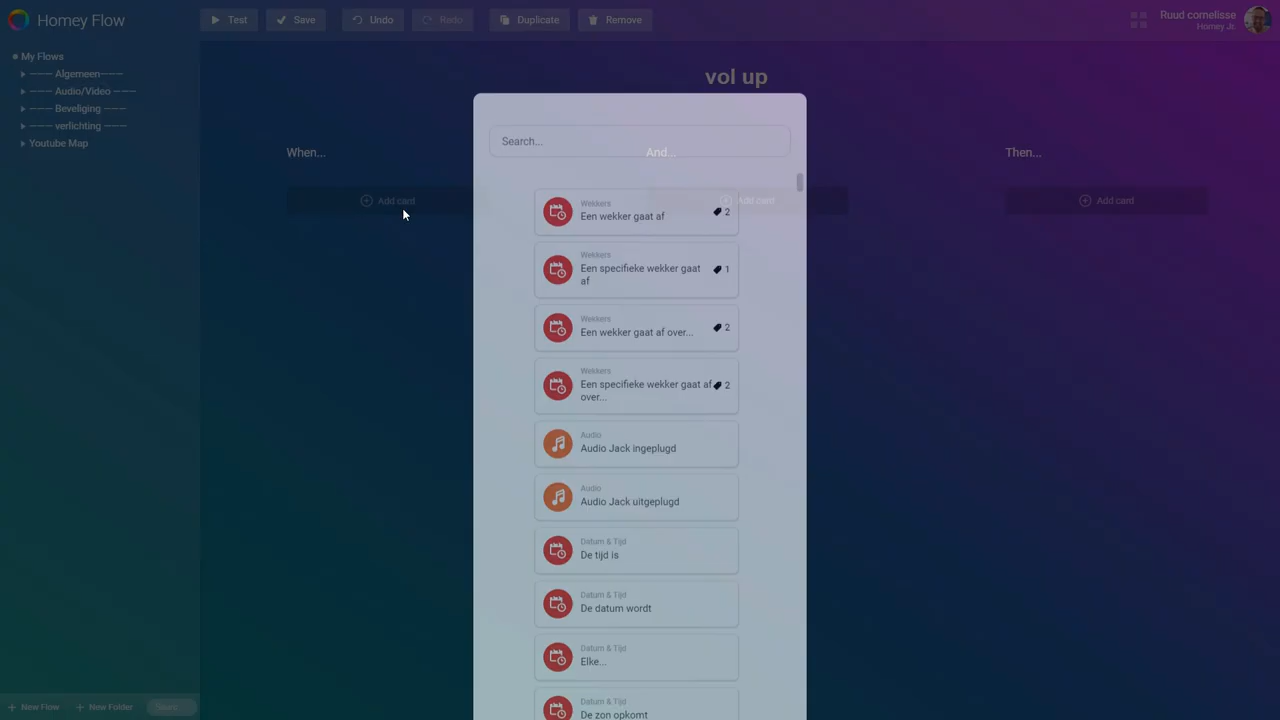 Homey Flow
Test
Save
Undo
Redo
Duplicate
Remove
Ruud cornelisse
Homey Jr.
My Flows
——— Algemeen———
——— Audio/Video ———
——— Beveliging ———
——— verlichting ———
Youtube Map
vol up
Search...
When...
And...
Then...
Add card
Add card
Add card
Wekkers
Een wekker gaat af
2
Wekkers
Een specifieke wekker gaat
af
1
Wekkers
Een wekker gaat af over...
2
Wekkers
Een specifieke wekker gaat af
over...
2
Audio
Audio Jack ingeplugd
Audio
Audio Jack uitgeplugd
Datum & Tijd
De tijd is
Datum & Tijd
De datum wordt
Datum & Tijd
Elke...
Datum & Tijd
De zon opkomt
New Flow
New Folder